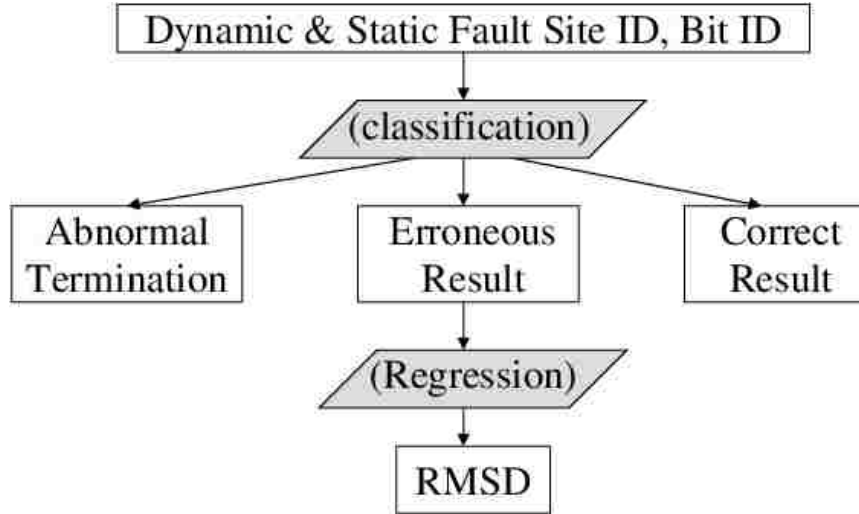 Dynamic & Static Fault Site ID, Bit ID
(classification)
Abnormal
Termination
Erroneous
Result
Correct
Result
(Regression)
RMSD